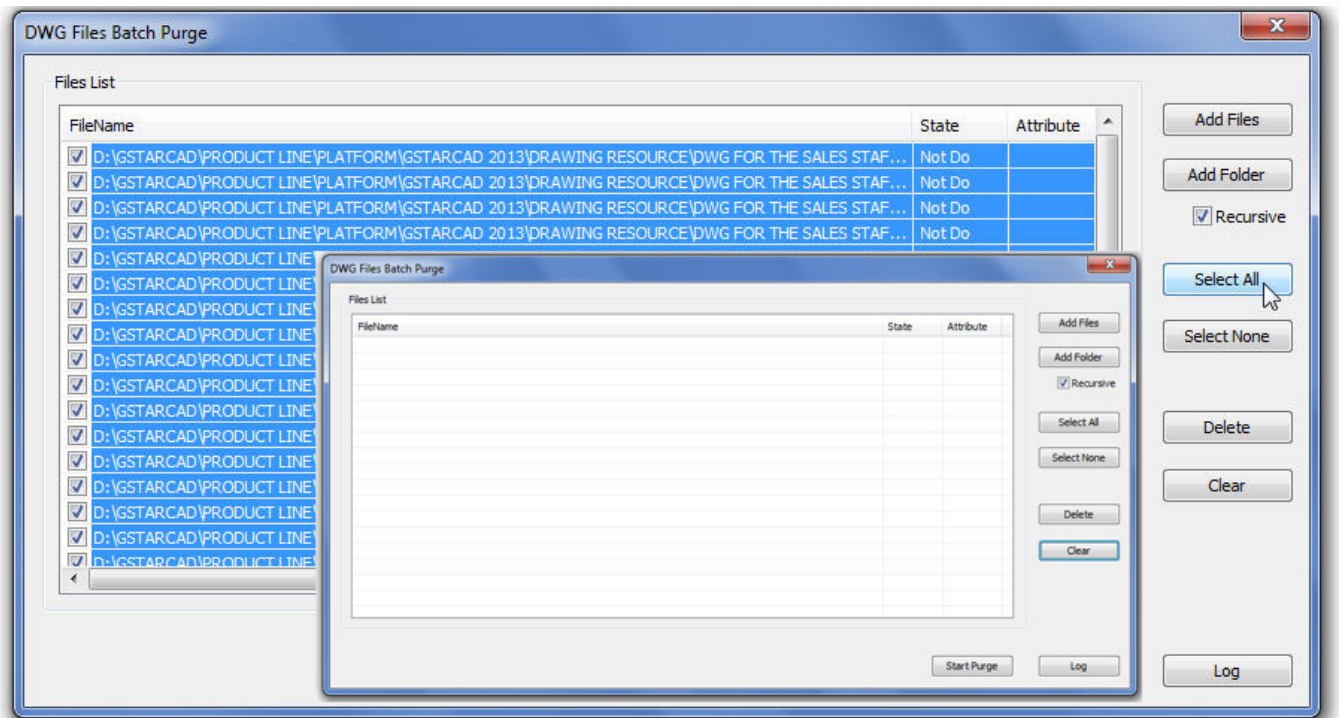 DWG Files Batch Purge
Files List
FileName State Attribute
D:\GSTARCAD\PRODUCT LINE\PLATFORM\GSTARCAD 2013\DRAWING RESOURCE\DWG FOR THE SALES STAF... Not Do
D:\GSTARCAD\PRODUCT LINE\PLATFORM\GSTARCAD 2013\DRAWING RESOURCE\DWG FOR THE SALES STAF... Not Do
D:\GSTARCAD\PRODUCT LINE\PLATFORM\GSTARCAD 2013\DRAWING RESOURCE\DWG FOR THE SALES STAF... Not Do
D:\GSTARCAD\PRODUCT LINE\PLATFORM\GSTARCAD 2013\DRAWING RESOURCE\DWG FOR THE SALES STAF... Not Do
D:\GSTARCAD\PRODUCT LINE\
D:\GSTARCAD\PRODUCT LINE\
D:\GSTARCAD\PRODUCT LINE\
D:\GSTARCAD\PRODUCT LINE\
D:\GSTARCAD\PRODUCT LINE\
D:\GSTARCAD\PRODUCT LINE\
D:\GSTARCAD\PRODUCT LINE\
D:\GSTARCAD\PRODUCT LINE\
D:\GSTARCAD\PRODUCT LINE\
D:\GSTARCAD\PRODUCT LINE\
D:\GSTARCAD\PRODUCT LINE\
D:\GSTARCAD\PRODUCT LINE\
D:\GSTARCAD\PRODUCT LINE\
Add Files
Add Folder
Recursive
Select All
Select None
Delete
Clear
Log
DWG Files Batch Purge
Files List
FileName State Attribute
Add Files
Add Folder
Recursive
Select All
Select None
Delete
Clear
Start Purge Log